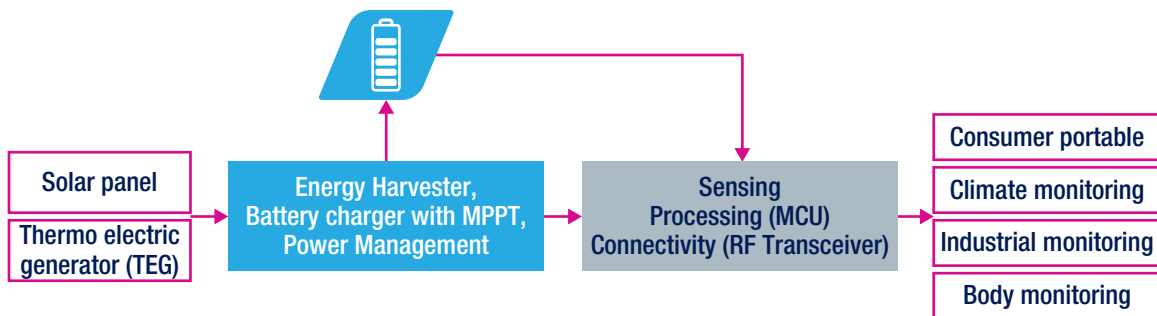 Solar panel
Thermo electric
generator (TEG)
Energy Harvester,
Battery charger with MPPT,
Power Management
Sensing
Processing (MCU)
Connectivity (RF Transceiver)
Consumer portable
Climate monitoring
Industrial monitoring
Body monitoring